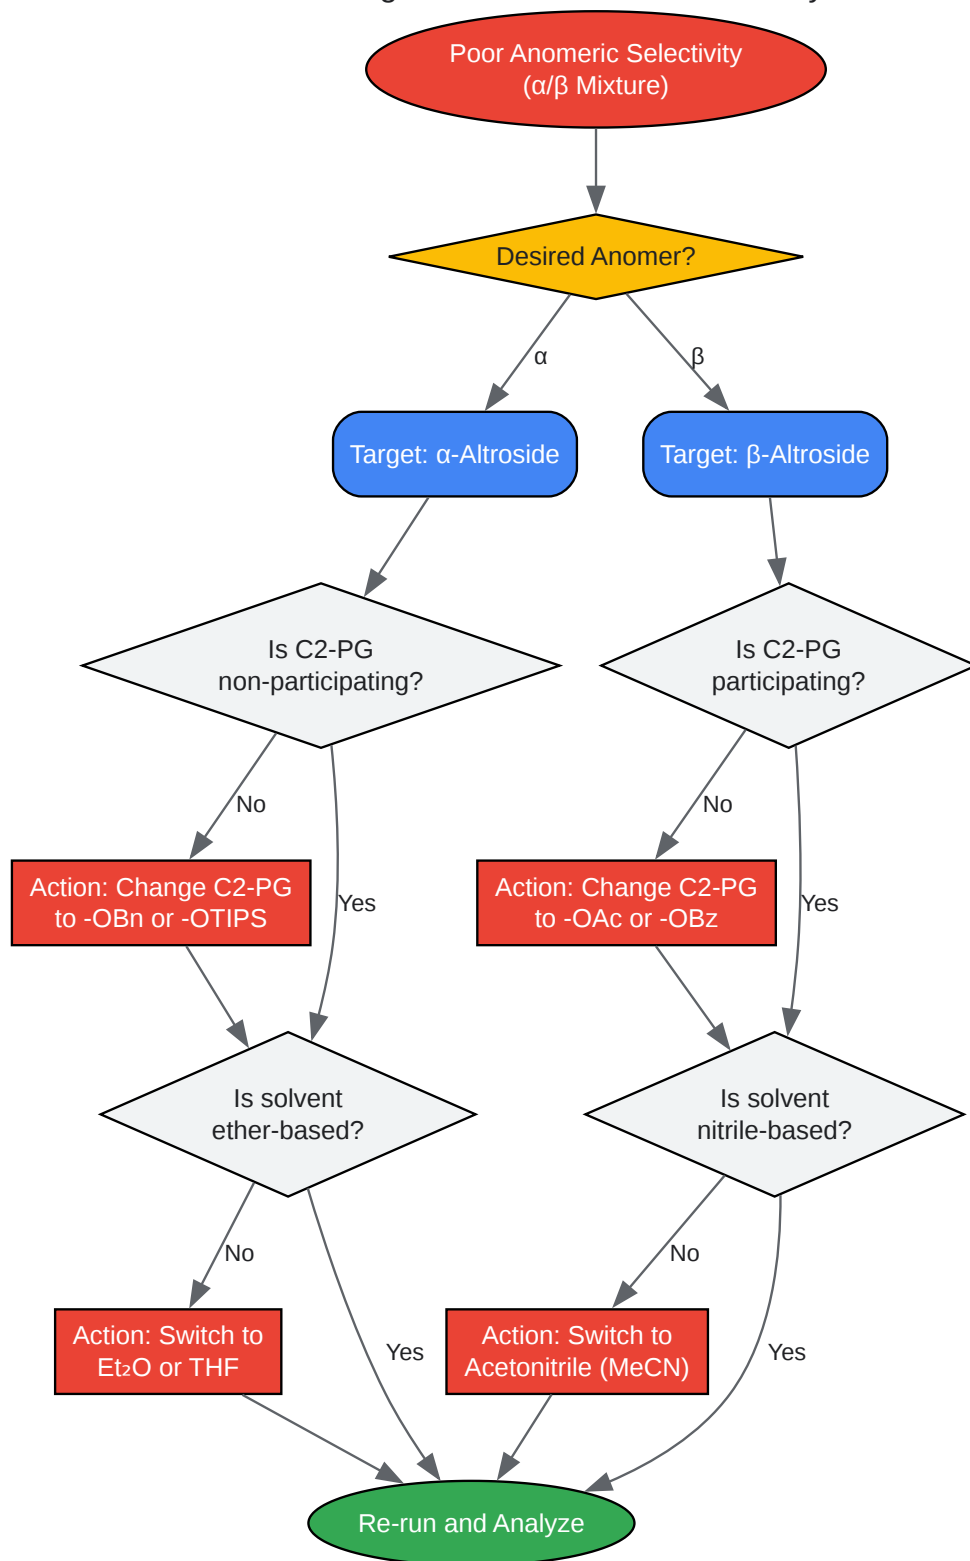 Poor Anomeric Selectivity
(α/β Mixture)
Desired Anomer?
α
β
Target: α-Altroside
Target: β-Altroside
Is C2-PG
non-participating?
Is C2-PG
participating?
No
No
Action: Change C2-PG
to -OBn or -OTIPS
Yes
Action: Change C2-PG
to -OAc or -OBz
Yes
Is solvent
ether-based?
Is solvent
nitrile-based?
No
No
Action: Switch to
Et₂O or THF
Yes
Action: Switch to
Acetonitrile (MeCN)
Yes
Re-run and Analyze